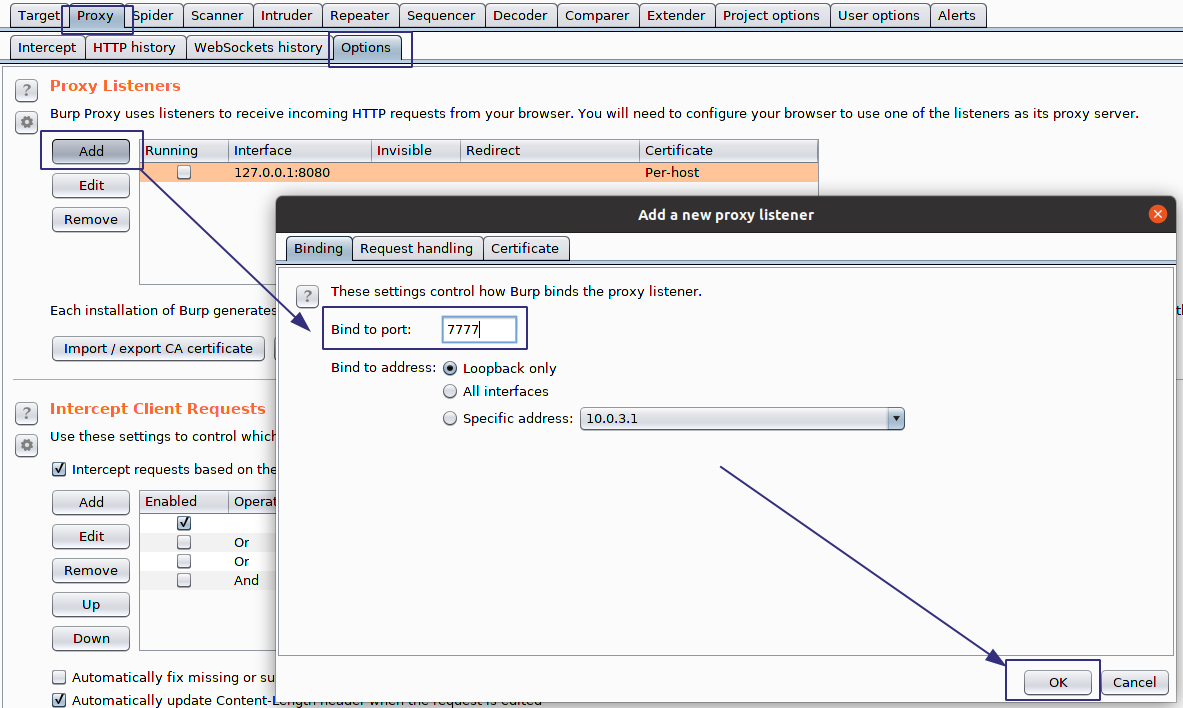 Target Proxy Spider Scanner Intruder Repeater Sequencer Decoder Comparer Extender Project options User options Alerts
Intercept HTTP history WebSockets history Options
? Proxy Listeners
Burp Proxy uses listeners to receive incoming HTTP requests from your browser. You will need to configure your browser to use one of the listeners as its proxy server.
Add Running Interface Invisible Redirect Certificate
127.0.0.1:8080 Per-host
Edit
Remove
Add a new proxy listener
Binding Request handling Certificate
? These settings control how Burp binds the proxy listener.
Each installation of Burp generates
Bind to port: 7777
Import / export CA certificate
Bind to address: Loopback only
All interfaces
Specific address: 10.0.3.1
? Intercept Client Requests
Use these settings to control which
Intercept requests based on the
Add Enabled
Edit Or
Or
Remove And
Up
Down
Automatically fix missing or
Automatically update Content-Length header when the request is edited
OK Cancel